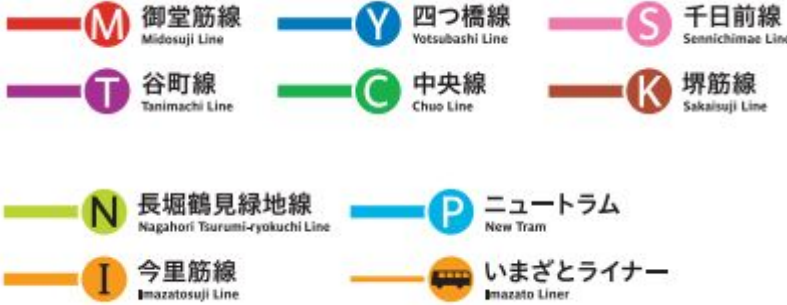 M 御堂筋線
Midosuji Line
Y 四つ橋線
Yotsubashi Line
S 千日前線
Sennichimae Line
T 谷町線
Tanimachi Line
C 中央線
Chuo Line
K 堺筋線
Sakaisuji Line
N 長堀鶴見緑地線
Nagahori Tsurumi-ryokuchi Line
P ニュートラム
New Tram
I 今里筋線
Imazatosuji Line
いまざとライナー
Imazato Liner